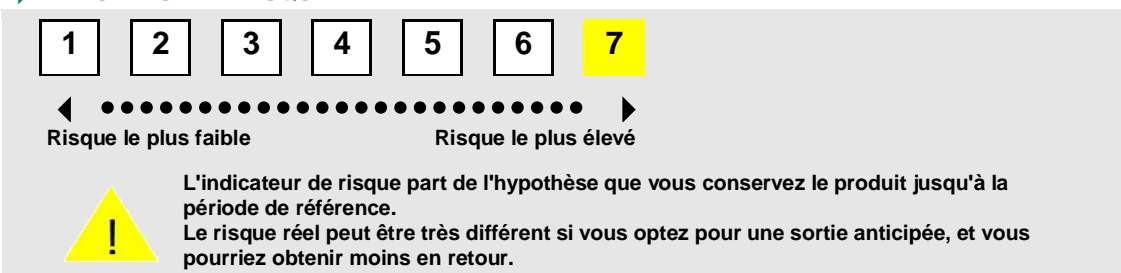 1 2 3 4 5 6 7
Risque le plus faible Risque le plus élevé
L'indicateur de risque part de l'hypothèse que vous conservez le produit jusqu'à la
période de référence.
Le risque réel peut être très différent si vous optez pour une sortie anticipée, et vous
pourriez obtenir moins en retour.
!